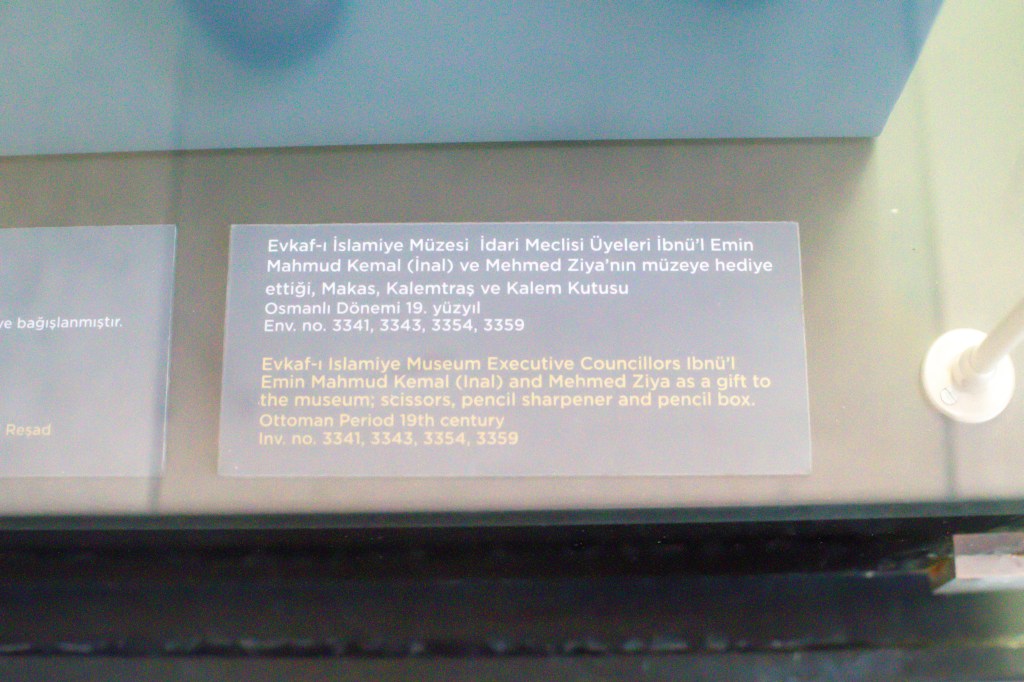 Evkaf-ı İslamiye Müzesi İdari Meclisi Üyeleri İbnü'l Emin
Mahmud Kemal (İnal) ve Mehmed Ziya'nın müzeye hediye
ettiği, Makas, Kalemtraş ve Kalem Kutusu
Osmanlı Dönemi 19. yüzyıl
Env. no. 3341, 3343, 3354, 3359
Evkaf-ı Islamiye Museum Executive Councillors Ibnü'l
Emin Mahmud Kemal (Inal) and Mehmed Ziya as a gift to
the museum; scissors, pencil sharpener and pencil box.
Ottoman Period 19th century
Inv. no. 3341, 3343, 3354, 3359
bağışlanmıştır.
Reşad